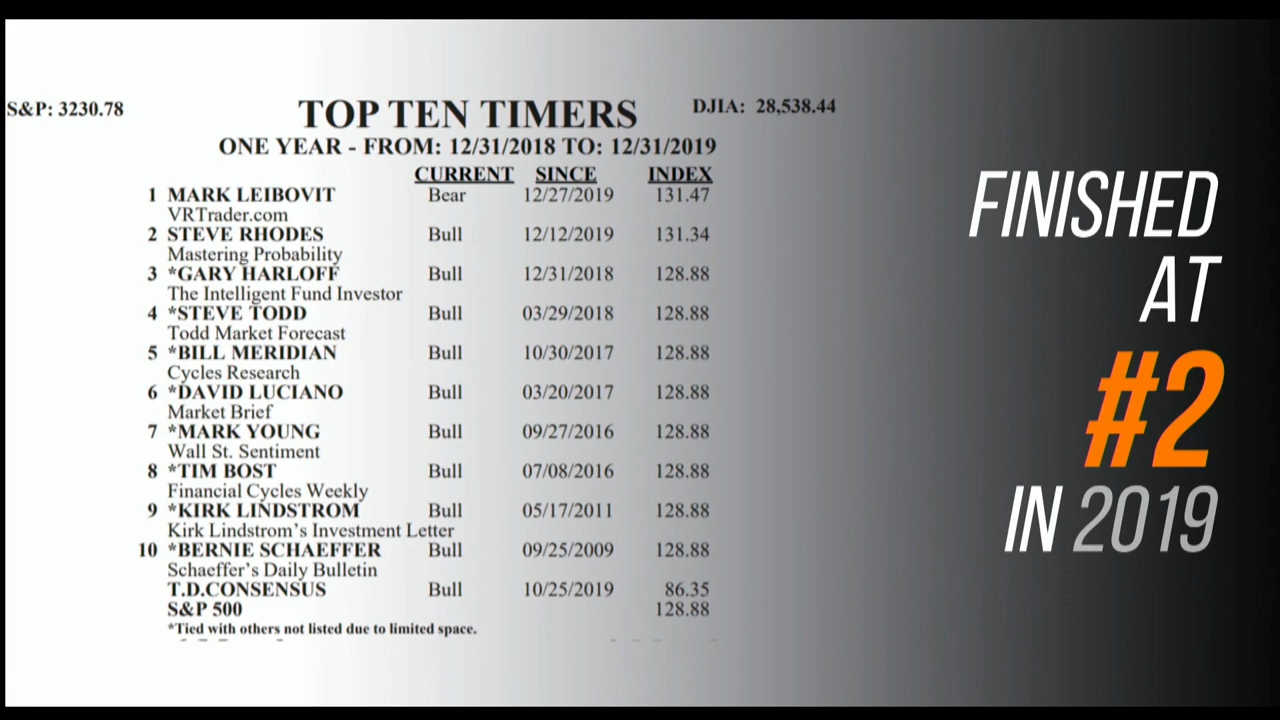 S&P: 3230.78
TOP TEN TIMERS
DJIA: 28,538.44
ONE YEAR - FROM: 12/31/2018 TO: 12/31/2019
CURRENT SINCE INDEX
1 MARK LEIBOVIT Bear 12/27/2019 131.47
VRTrader.com
2 STEVE RHODES Bull 12/12/2019 131.34
Mastering Probability
3 *GARY HARLOFF Bull 12/31/2018 128.88
The Intelligent Fund Investor
4 *STEVE TODD Bull 03/29/2018 128.88
Todd Market Forecast
5 *BILL MERIDIAN Bull 10/30/2017 128.88
Cycles Research
6 *DAVID LUCIANO Bull 03/20/2017 128.88
Market Brief
7 *MARK YOUNG Bull 09/27/2016 128.88
Wall St. Sentiment
8 *TIM BOST Bull 07/08/2016 128.88
Financial Cycles Weekly
9 *KIRK LINDSTROM Bull 05/17/2011 128.88
Kirk Lindstrom's Investment Letter
10 *BERNIE SCHAEFFER Bull 09/25/2009 128.88
Schaeffer's Daily Bulletin
T.D.CONSENSUS Bull 10/25/2019 86.35
S&P 500 128.88
*Tied with others not listed due to limited space.
FINISHED
AT
#2
IN 2019